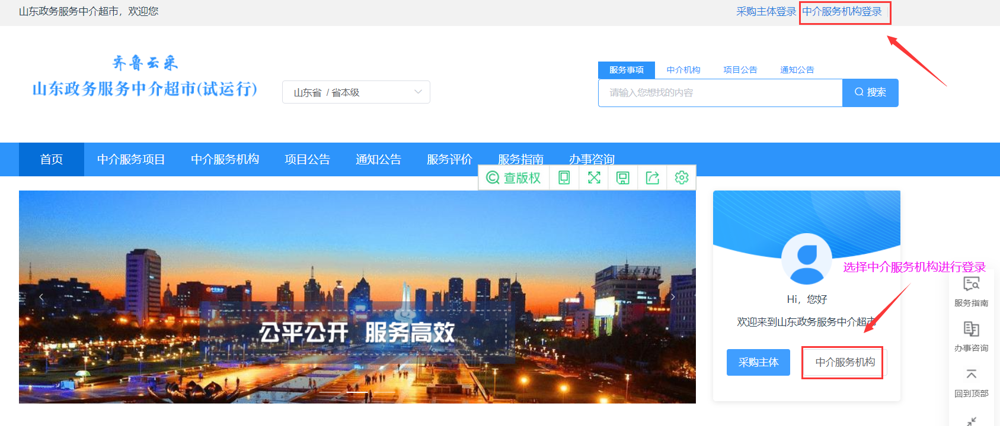 山东政务服务中介超市，欢迎您
采购主体登录 中介服务机构登录
齐鲁云采
山东政务服务中介超市(试运行)
山东省 / 省本级
服务事项 中介机构 项目公告 通知公告
请输入您想找的内容 搜索
首页 中介服务项目 中介服务机构 项目公告 通知公告 服务评价 服务指南 办事咨询
查版权
公平公开 服务高效
选择中介服务机构进行登录
Hi，您好
欢迎来到山东政务服务中介超市
采购主体 中介服务机构
服务指南
办事咨询
回到顶部